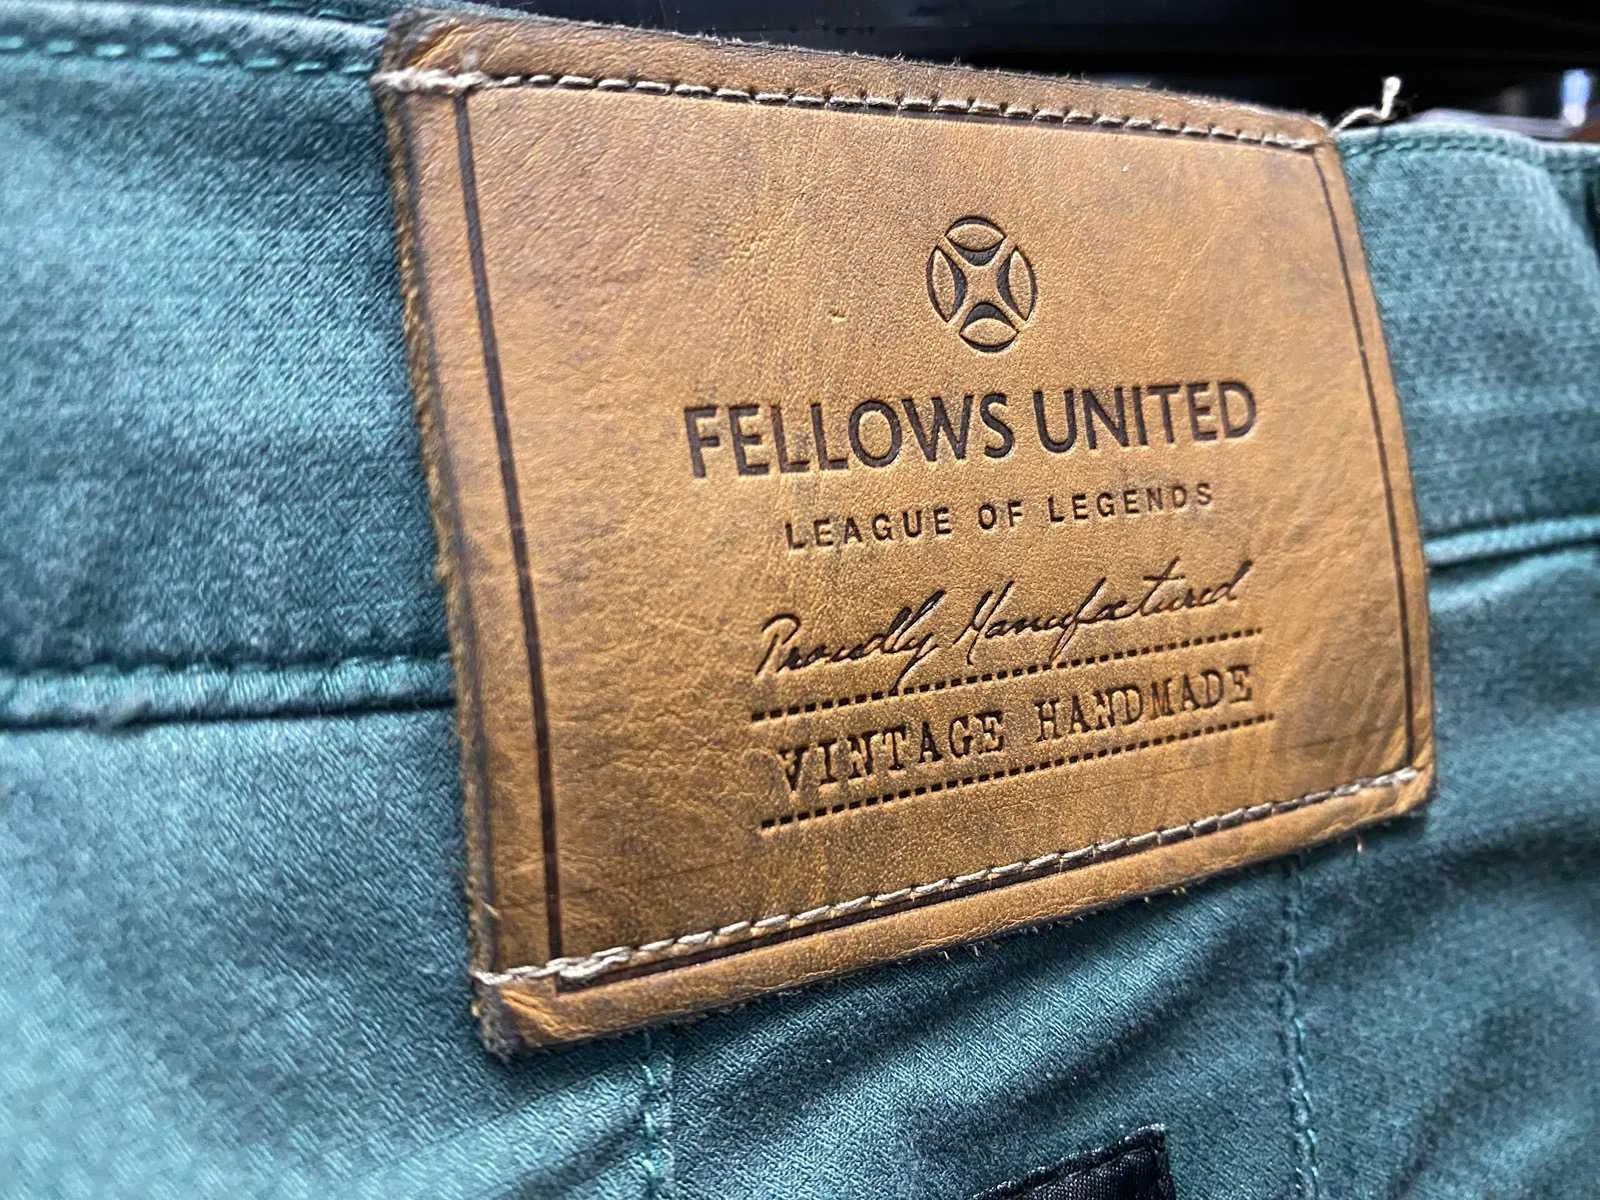 FELLOWS UNITED
LEAGUE OF LEGENDS
Proudly Manufactured
VINTAGE HANDMADE